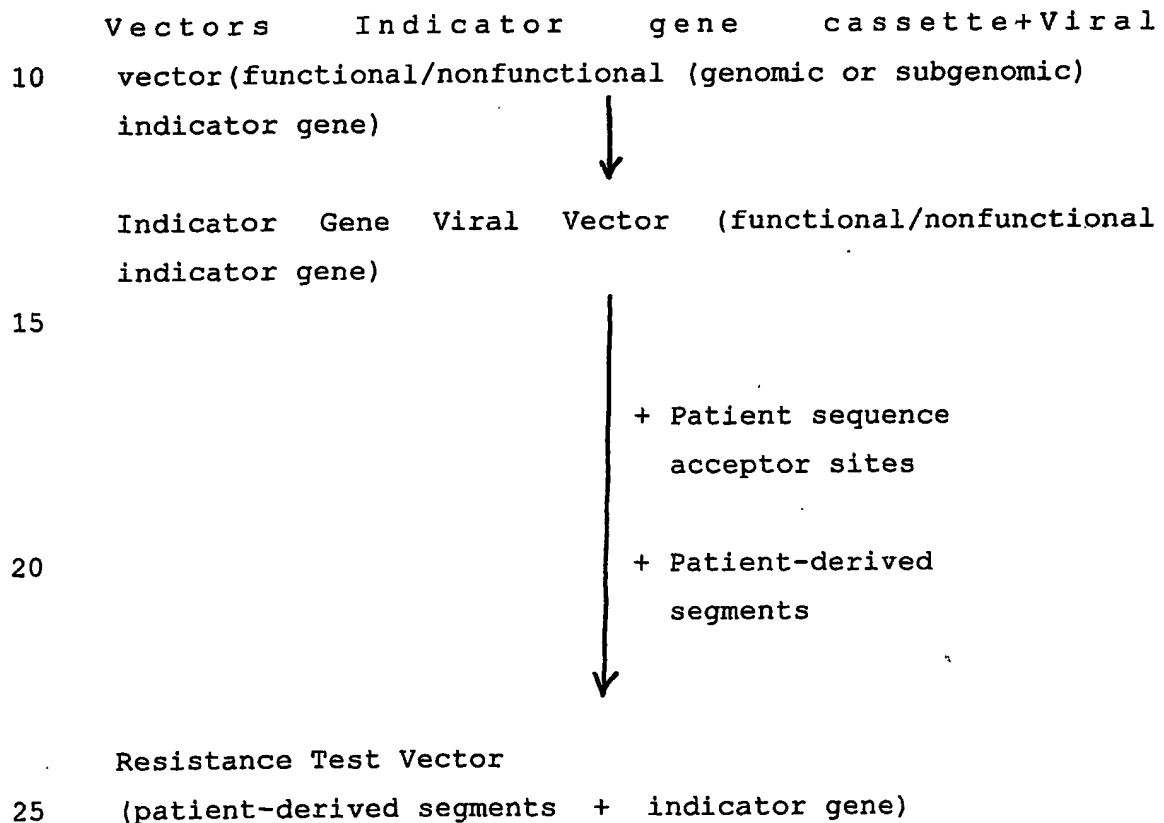 Vectors Indicator gene cassette+Viral
10 vector(functional/nonfunctional (genomic or subgenomic)
indicator gene)
Indicator Gene Viral Vector (functional/nonfunctional
indicator gene)
15
+ Patient sequence
acceptor sites
20 + Patient-derived
segments
Resistance Test Vector
25 (patient-derived segments + indicator gene)